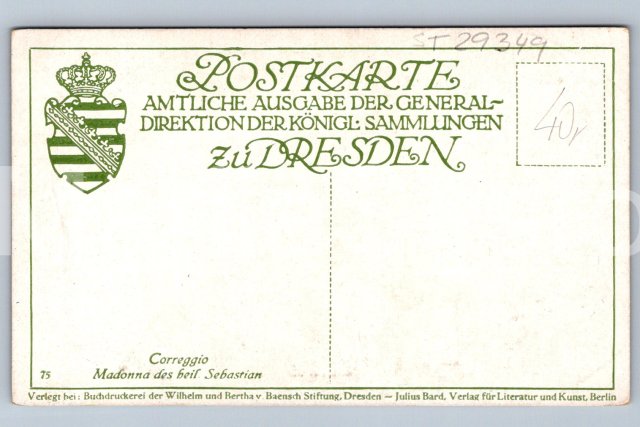 ST 29349
POSTKARTE
AMTLICHE AUSGABE DER GENERAL-
DIREKTION DER KÖNIGL: SAMMLUNGEN
ZU DRESDEN
Correggio
75 Madonna des heil Sebastian
Verlegt bei: Buchdruckerei der Wilhelm und Bertha v. Baensch Stiftung, Dresden – Julius Bard, Verlag für Literatur und Kunst, Berlin